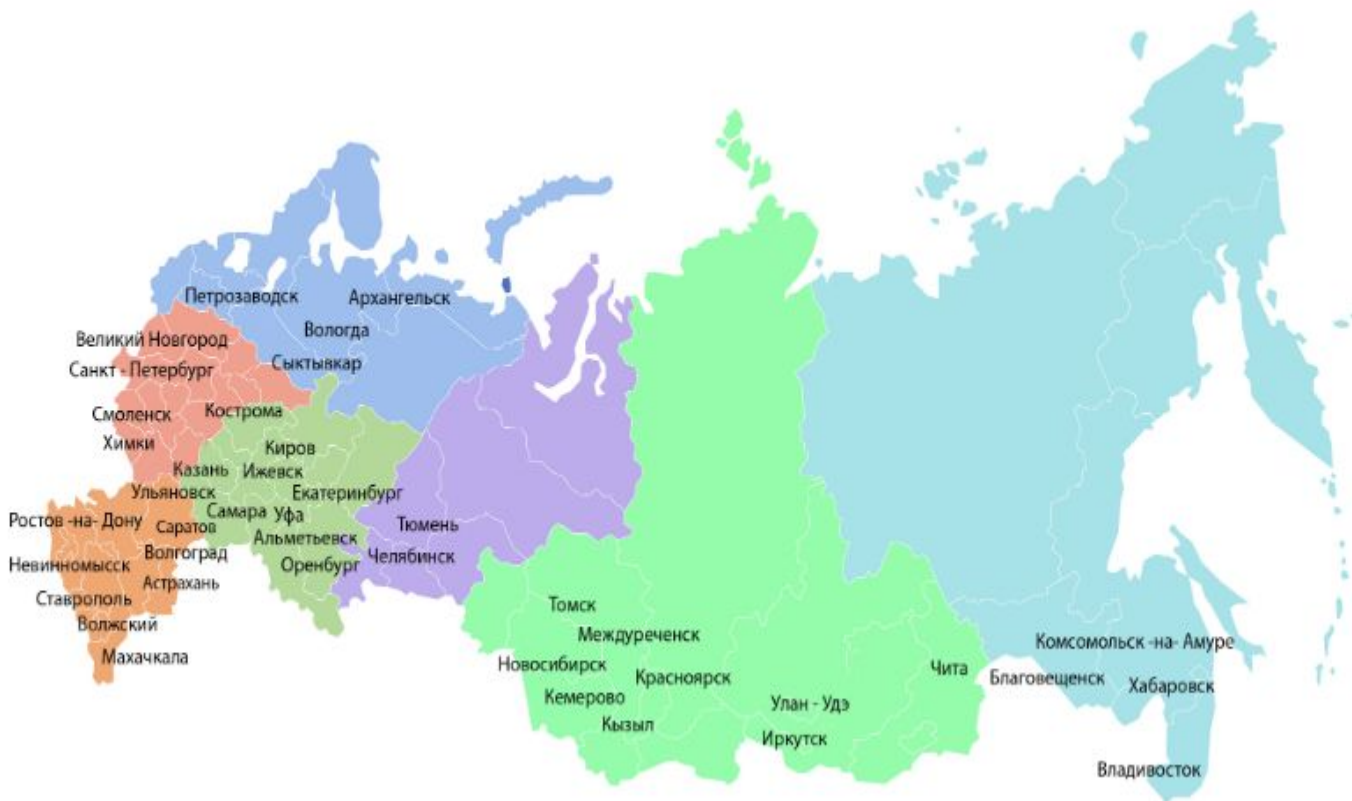 Петрозаводск
Архангельск
Вологда
Великий Новгород
Сыктывкар
Санкт - Петербург
Смоленск
Кострома
Химки
Киров
Казань
Ижевск
Ульяновск
Екатеринбург
Самара
Уфа
Ростов -на- Дону
Саратов
Тюмень
Альметьевск
Волгоград
Челябинск
Невинномысск
Оренбург
Астрахань
Ставрополь
Волжский
Махачкала
Томск
Междуреченск
Новосибирск
Красноярск
Кемерово
Кызыл
Улан - Удэ
Иркутск
Чита
Комсомольск -на- Амуре
Благовещенск
Хабаровск
Владивосток